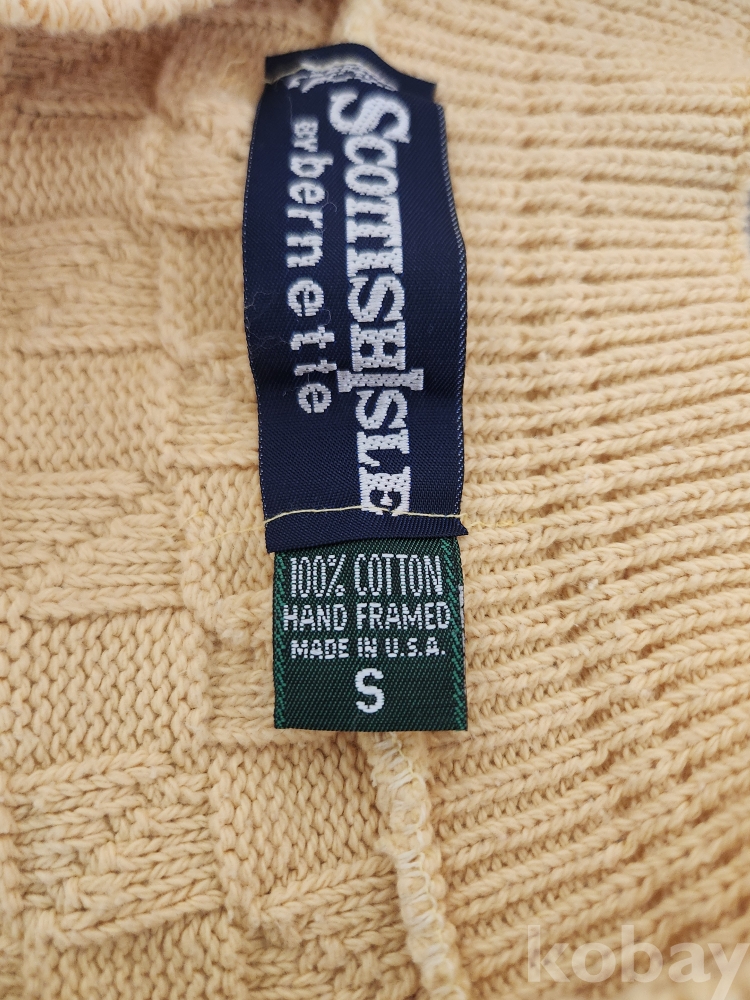 SCOTTISH ISLE
BY bernette
100% COTTON
HAND FRAMED
MADE IN U.S.A.
S
kobay